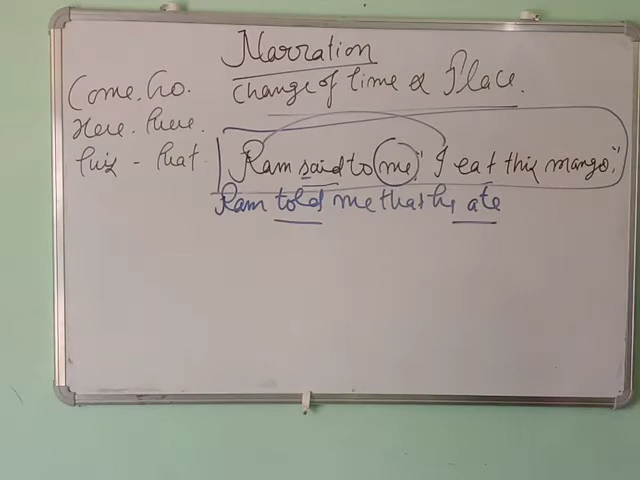 Narration
Change of time & Place.
Come. Go.
Here. there.
this - that
Ram said to me, "I eat this mango."
Ram told me that he ate